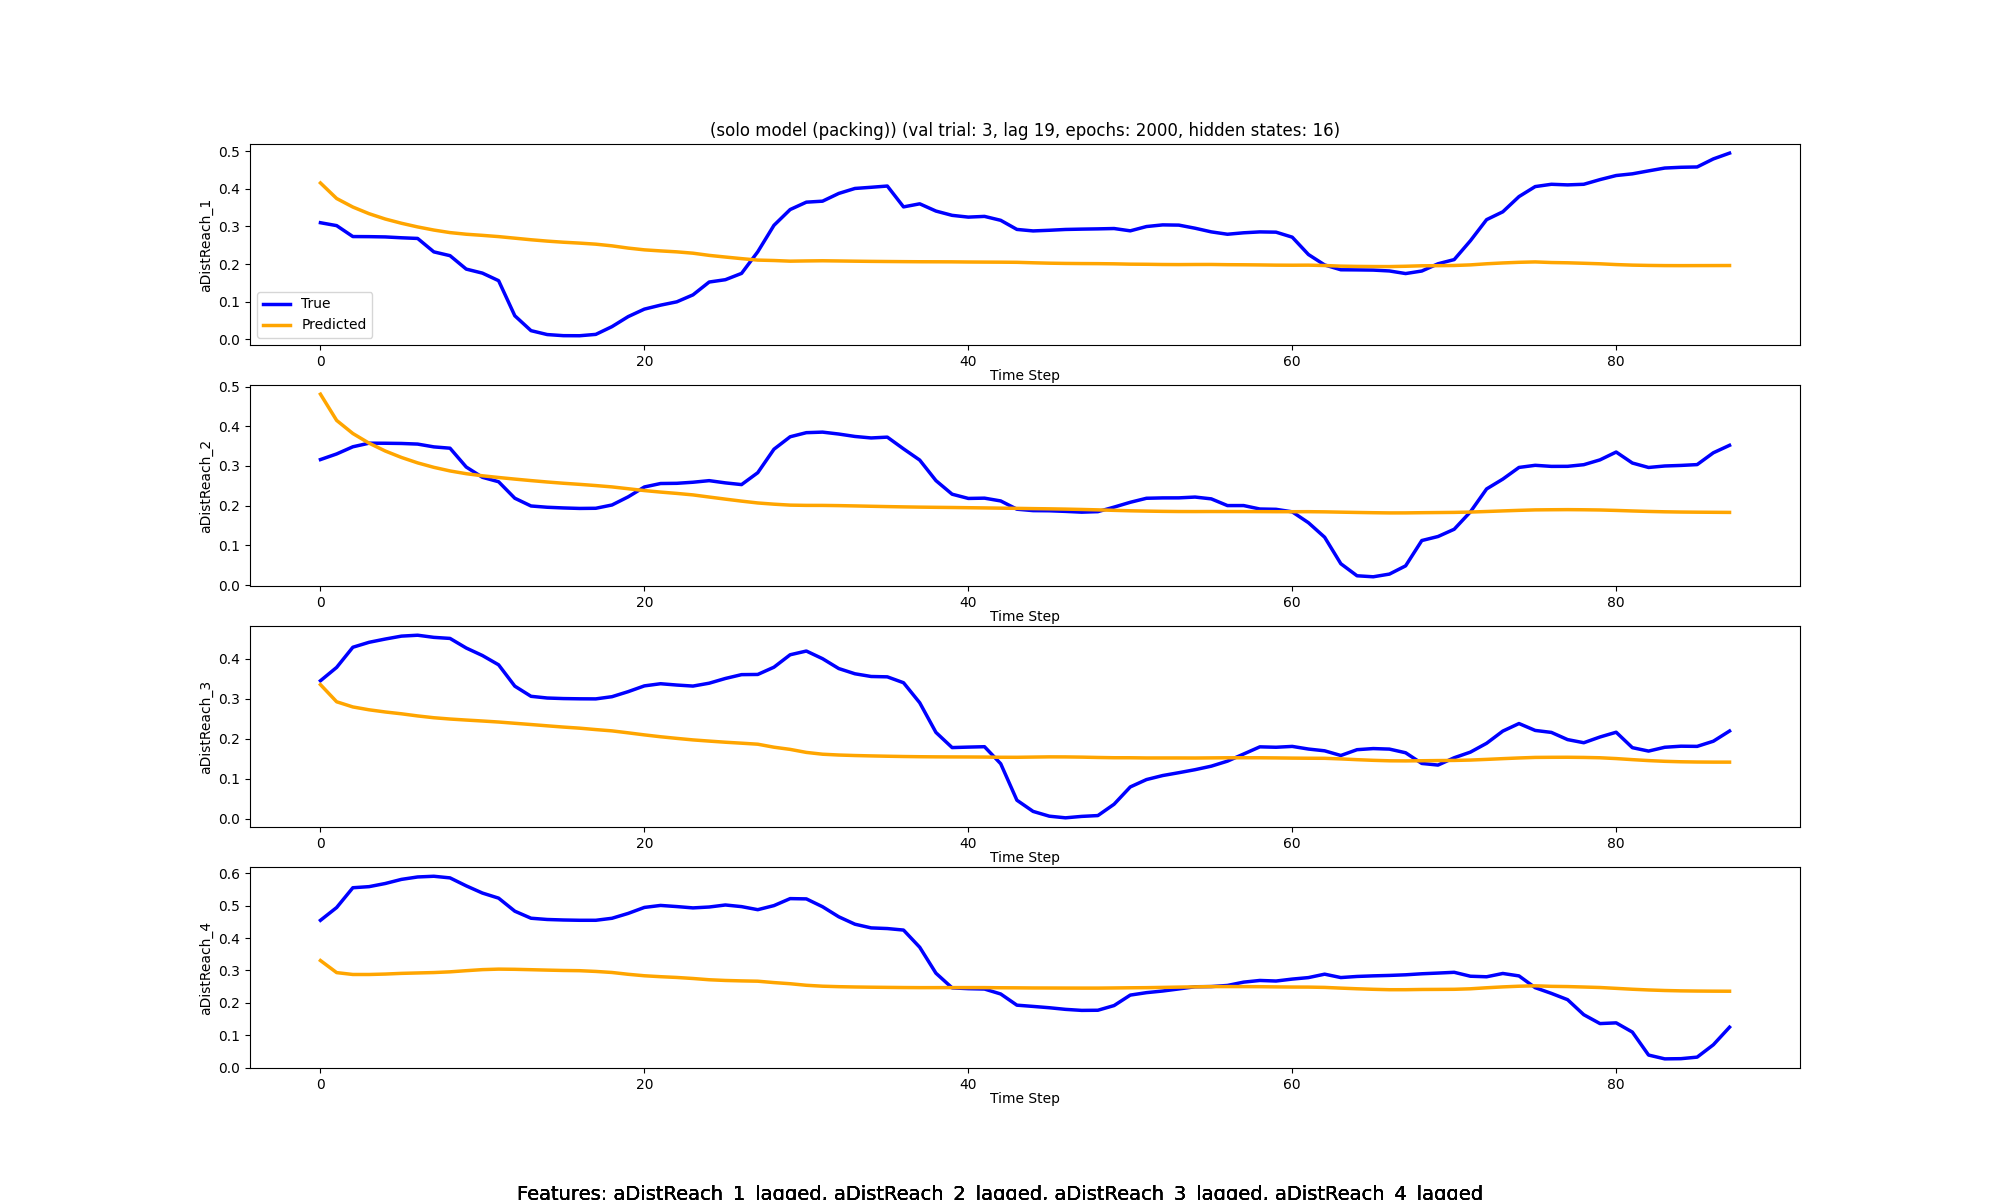 (solo model (packing)) (val trial: 3, lag 19, epochs: 2000, hidden states: 16)
aDistReach_1
0.5
0.4
0.3
0.2
0.1
0.0
True
Predicted
0 20 40 60 80
Time Step
aDistReach_2
0.5
0.4
0.3
0.2
0.1
0.0
0 20 40 60 80
Time Step
aDistReach_3
0.4
0.3
0.2
0.1
0.0
0 20 40 60 80
Time Step
aDistReach_4
0.6
0.5
0.4
0.3
0.2
0.1
0.0
0 20 40 60 80
Time Step
Features: aDistReach_1_lagged, aDistReach_2_lagged, aDistReach_3_lagged, aDistReach_4_lagged